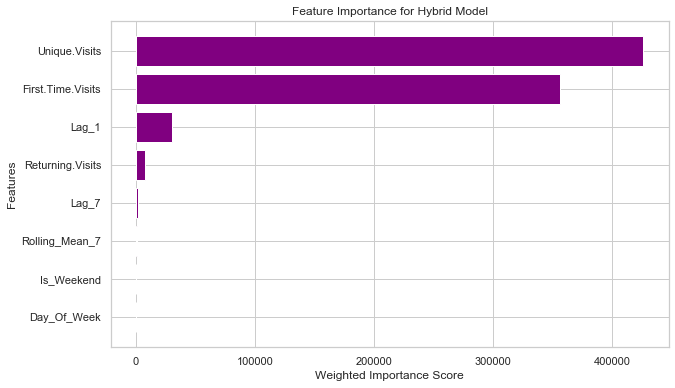 Feature Importance for Hybrid Model
Unique.Visits
First.Time.Visits
Lag_1
Returning.Visits
Lag_7
Rolling_Mean_7
Is_Weekend
Day_Of_Week
Features
0 100000 200000 300000 400000
Weighted Importance Score